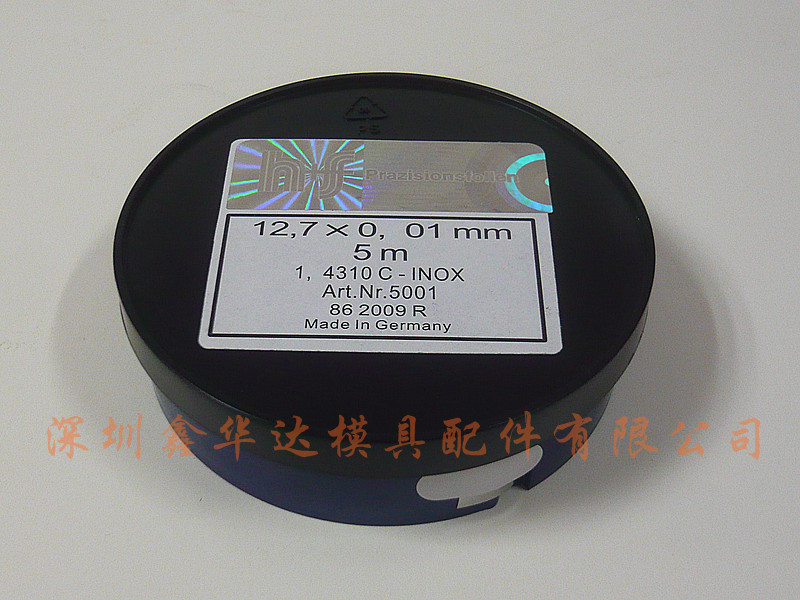 PS
h+s
Präzisionsfolien
12,7 × 0, 01 mm
5 m
1, 4310 C - INOX
Art.Nr.5001
86 2009 R
Made In Germany
深圳鑫华达模具配件有限公司